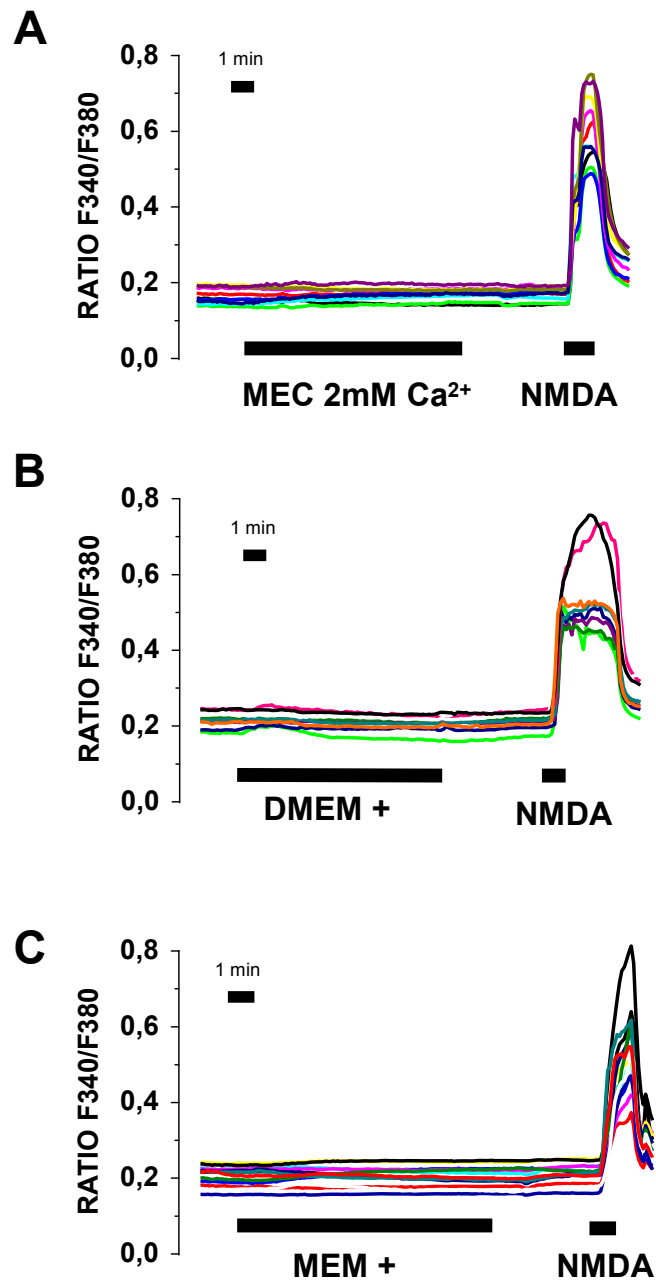 A
1 min
RATIO F340/F380
0,8
0,6
0,4
0,2
0,0
MEC 2mM Ca²⁺ NMDA
B
1 min
RATIO F340/F380
0,8
0,6
0,4
0,2
0,0
DMEM + NMDA
C
1 min
RATIO F340/F380
0,8
0,6
0,4
0,2
0,0
MEM + NMDA